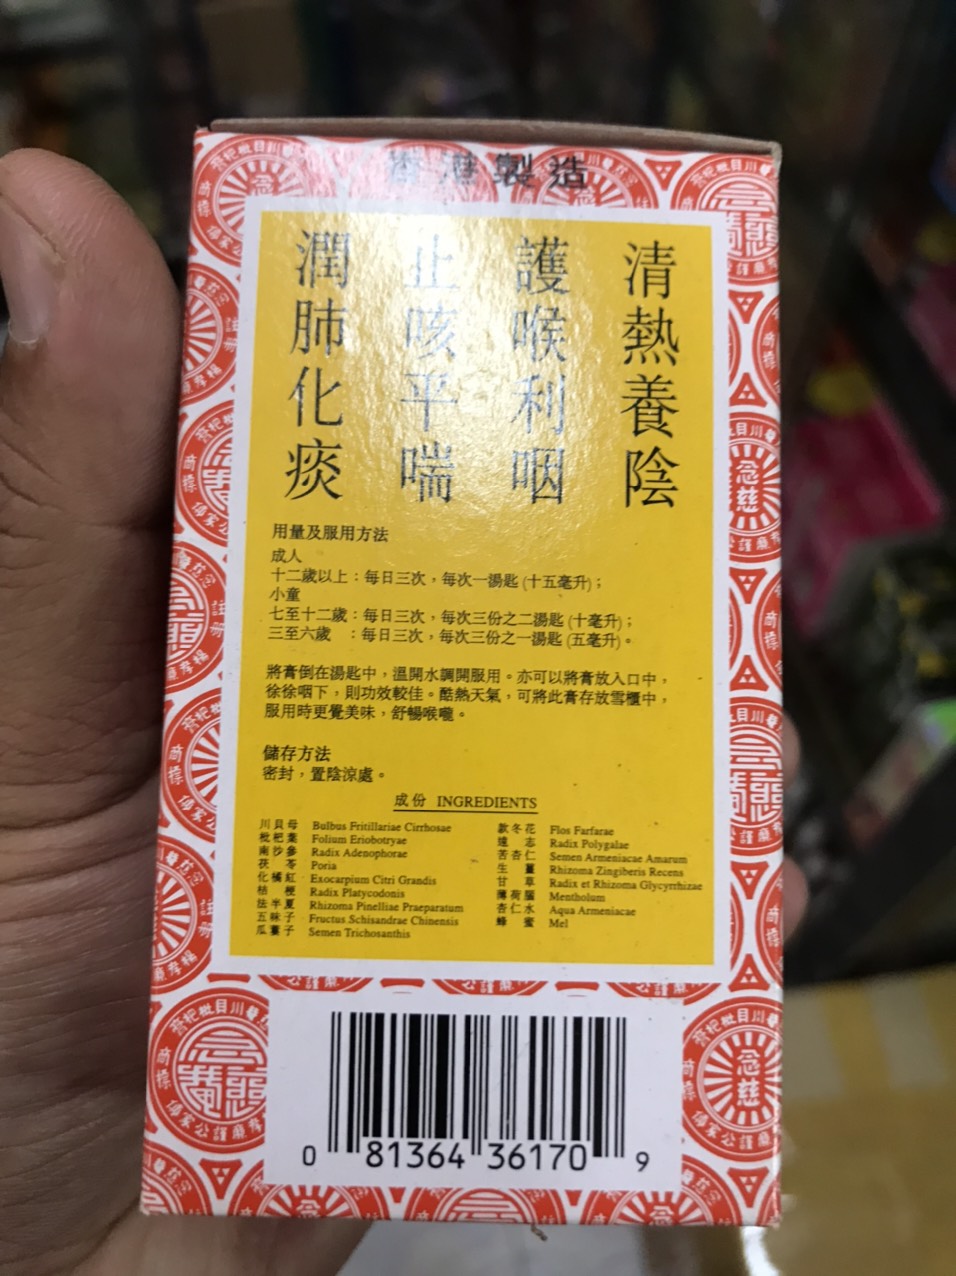 香港製造
清熱養陰
護喉利咽
止咳平喘
潤肺化痰
用量及服用方法
成人
十二歲以上：每日三次，每次一湯匙 (十五毫升)；
小童
七至十二歲：每日三次，每次三份之二湯匙 (十毫升)；
三至六歲　：每日三次，每次三份之一湯匙 (五毫升)。
將膏倒在湯匙中，溫開水調開服用。亦可以將膏放入口中，
徐徐咽下，則功效較佳。酷熱天氣，可將此膏存放雪櫃中，
服用時更覺美味，舒暢喉嚨。
儲存方法
密封，置陰涼處。
成份 INGREDIENTS
川貝母 Bulbus Fritillariae Cirrhosae
枇杷葉 Folium Eriobotryae
南沙參 Radix Adenophorae
茯苓 Poria
化橘紅 Exocarpium Citri Grandis
桔梗 Radix Platycodonis
法半夏 Rhizoma Pinelliae Praeparatum
五味子 Fructus Schisandrae Chinensis
瓜蔞子 Semen Trichosanthis
款冬花 Flos Farfarae
遠志 Radix Polygalae
苦杏仁 Semen Armeniacae Amarum
生薑 Rhizoma Zingiberis Recens
甘草 Radix et Rhizoma Glycyrrhizae
薄荷腦 Mentholum
杏仁水 Aqua Armeniacae
蜂蜜 Mel
0 81364 36170 9
念慈
念慈